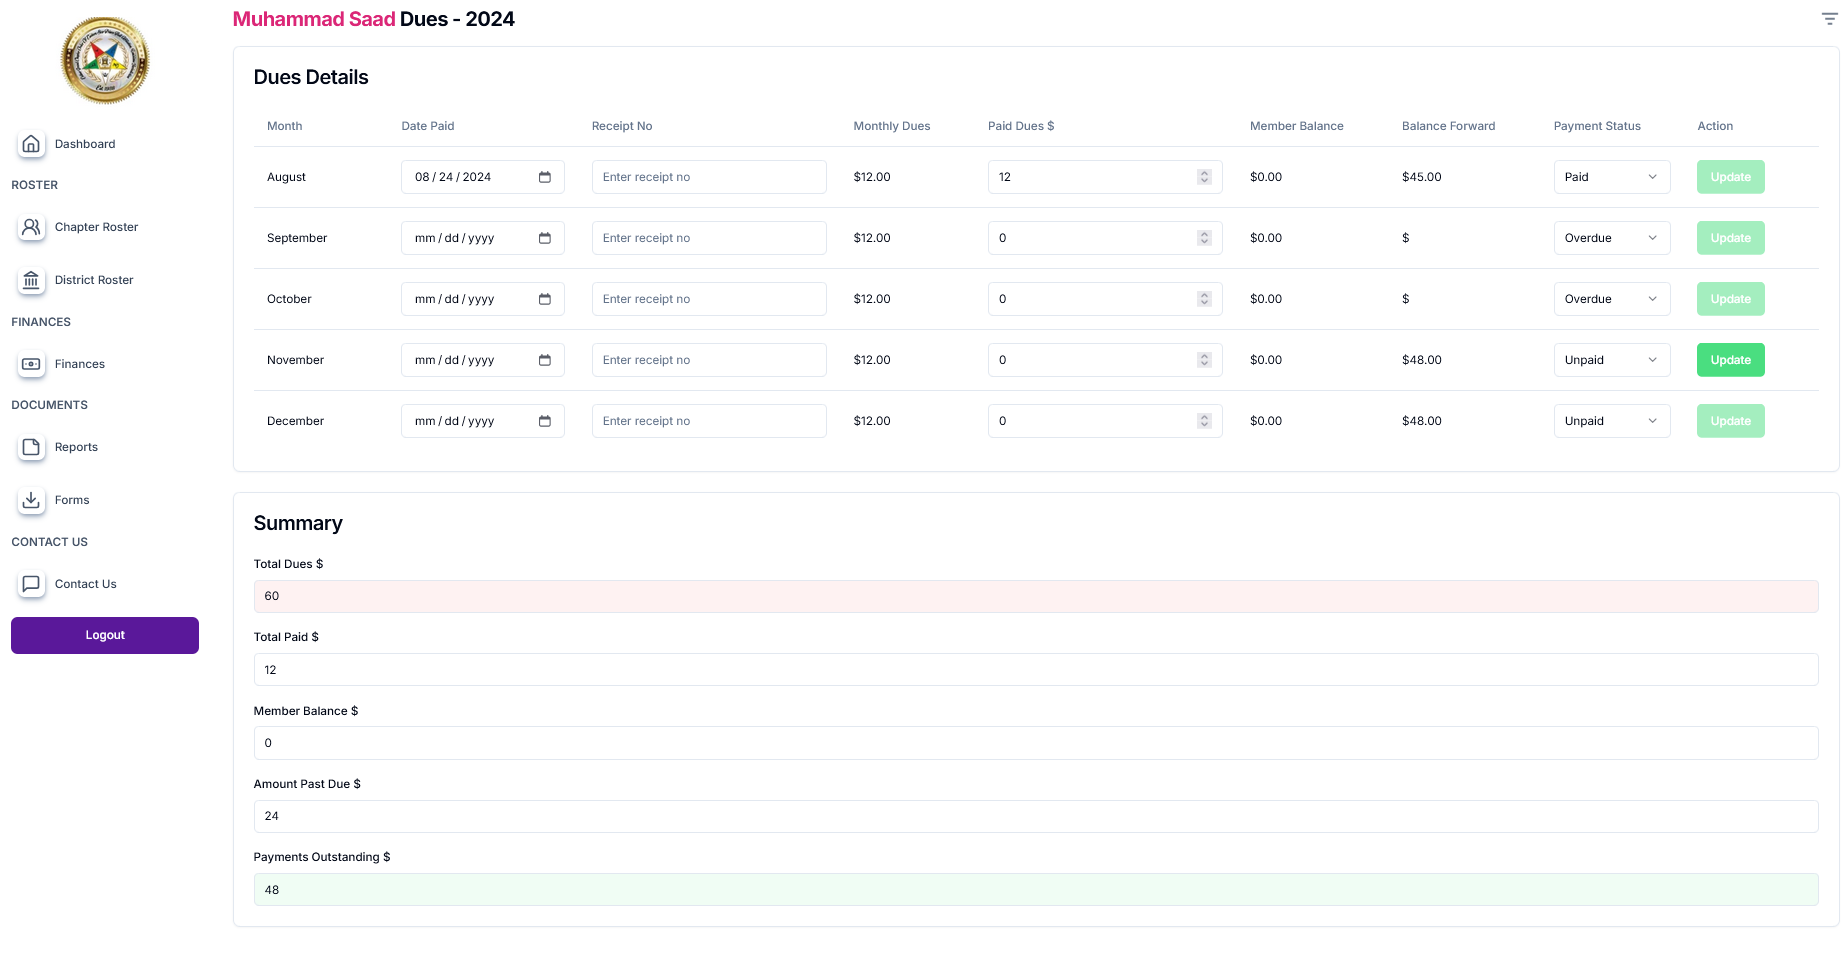 Muhammad Saad Dues - 2024
Dashboard
ROSTER
Chapter Roster
District Roster
FINANCES
Finances
DOCUMENTS
Reports
Forms
CONTACT US
Contact Us
Logout
Dues Details
Month Date Paid Receipt No Monthly Dues Paid Dues $ Member Balance Balance Forward Payment Status Action
August 08 / 24 / 2024 Enter receipt no $12.00 12 $0.00 $45.00 Paid Update
September mm / dd / yyyy Enter receipt no $12.00 0 $0.00 $ Overdue Update
October mm / dd / yyyy Enter receipt no $12.00 0 $0.00 $ Overdue Update
November mm / dd / yyyy Enter receipt no $12.00 0 $0.00 $48.00 Unpaid Update
December mm / dd / yyyy Enter receipt no $12.00 0 $0.00 $48.00 Unpaid Update
Summary
Total Dues $
60
Total Paid $
12
Member Balance $
0
Amount Past Due $
24
Payments Outstanding $
48